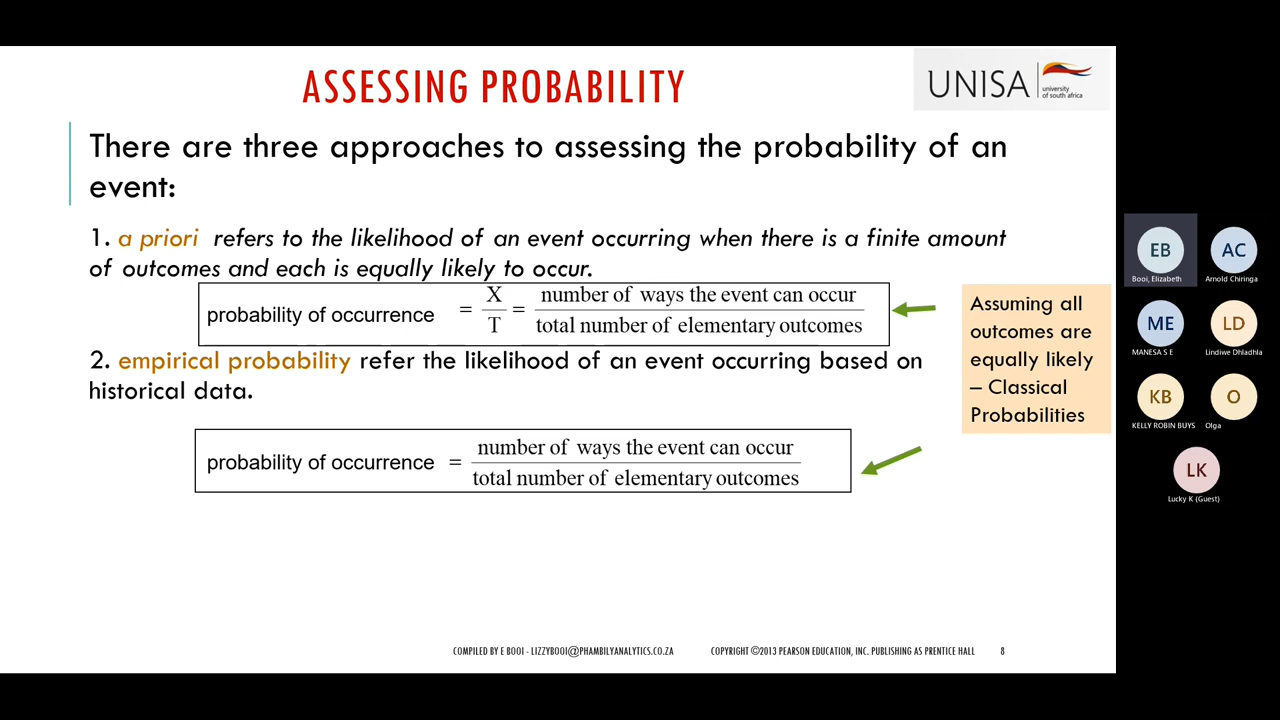 ASSESSING PROBABILITY
UNISA
university
of south africa
There are three approaches to assessing the probability of an
event:
1. a priori refers to the likelihood of an event occurring when there is a finite amount
of outcomes and each is equally likely to occur.
probability of occurrence = X/T = number of ways the event can occur / total number of elementary outcomes
2. empirical probability refer the likelihood of an event occurring based on
historical data.
probability of occurrence = number of ways the event can occur / total number of elementary outcomes
Assuming all
outcomes are
equally likely
– Classical
Probabilities
COMPILED BY E BOOI - LIZZYBOOI@PHAMBILYANALYTICS.CO.ZA COPYRIGHT ©2013 PEARSON EDUCATION, INC. PUBLISHING AS PRENTICE HALL 8
EB AC
Booi, Elizabeth Arnold Chiringa
ME LD
MANESA S E Lindiwe Dhladhla
KB O
KELLY ROBIN BUYS Olga
LK
Lucky K (Guest)